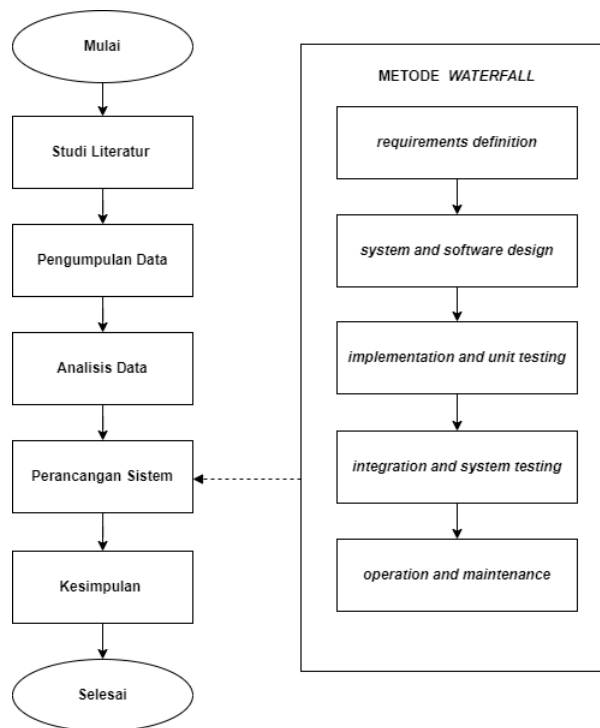 Mulai
Studi Literatur
Pengumpulan Data
Analisis Data
Perancangan Sistem
Kesimpulan
Selesai
METODE WATERFALL
requirements definition
system and software design
implementation and unit testing
integration and system testing
operation and maintenance